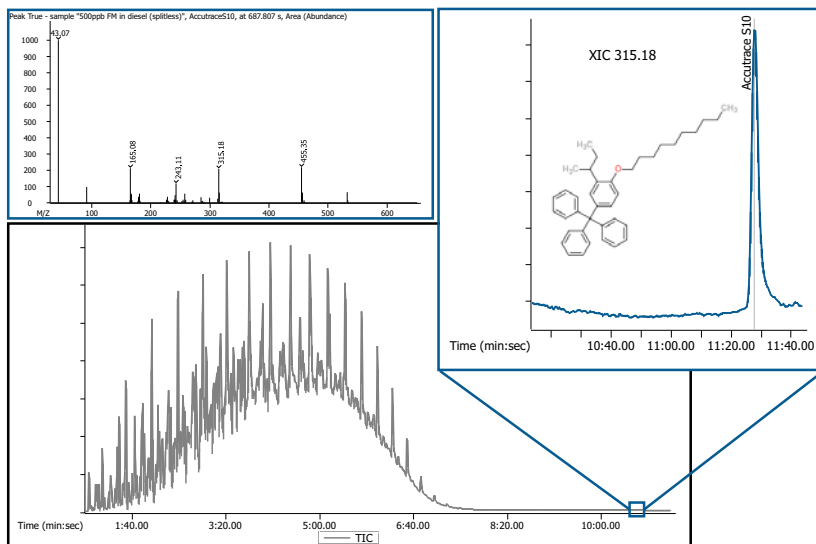 Peak True - sample "500ppb FM in diesel (splitless)", AccutraceS10, at 687.807 s, Area (Abundance)
1000
900
800
700
600
500
400
300
200
100
0
43.07
165.08
243.11
315.18
455.35
M/Z
100
200
300
400
500
600
XIC 315.18
Accutrace S10
CH₃
CH₃
H₃C
O
Time (min:sec)
10:40.00
11:00.00
11:20.00
11:40.00
Time (min:sec)
1:40.00
3:20.00
5:00.00
6:40.00
8:20.00
10:00.00
TIC